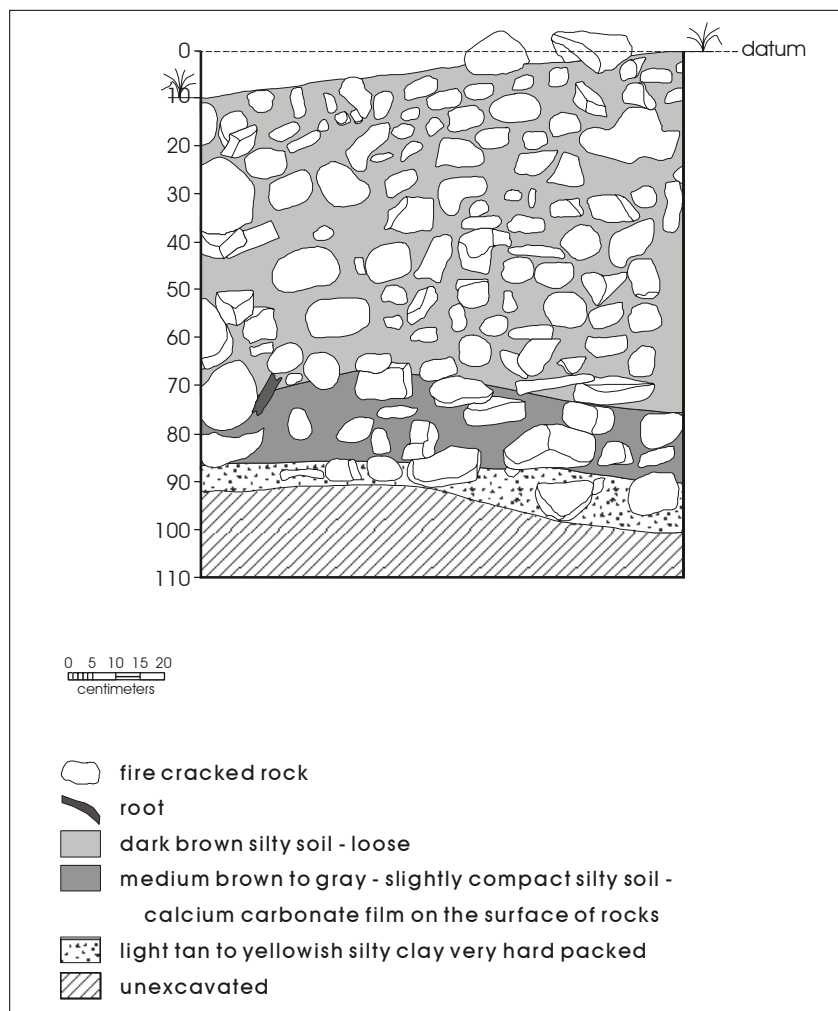 0
datum
10
20
30
40
50
60
70
80
90
100
110
0 5 10 15 20
centimeters
fire cracked rock
root
dark brown silty soil - loose
medium brown to gray - slightly compact silty soil -
calcium carbonate film on the surface of rocks
light tan to yellowish silty clay very hard packed
unexcavated